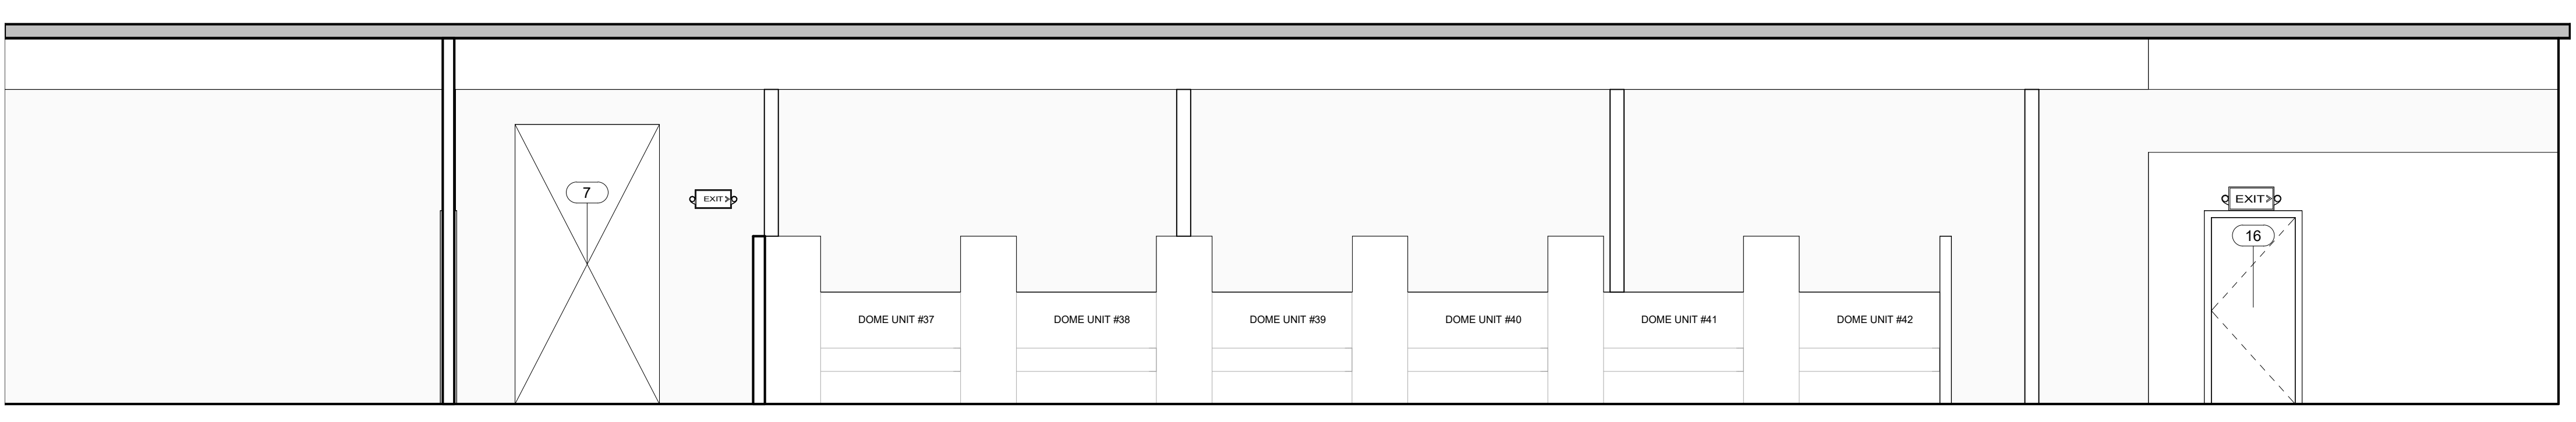 7
EXIT
EXIT
16
DOME UNIT #37
DOME UNIT #38
DOME UNIT #39
DOME UNIT #40
DOME UNIT #41
DOME UNIT #42